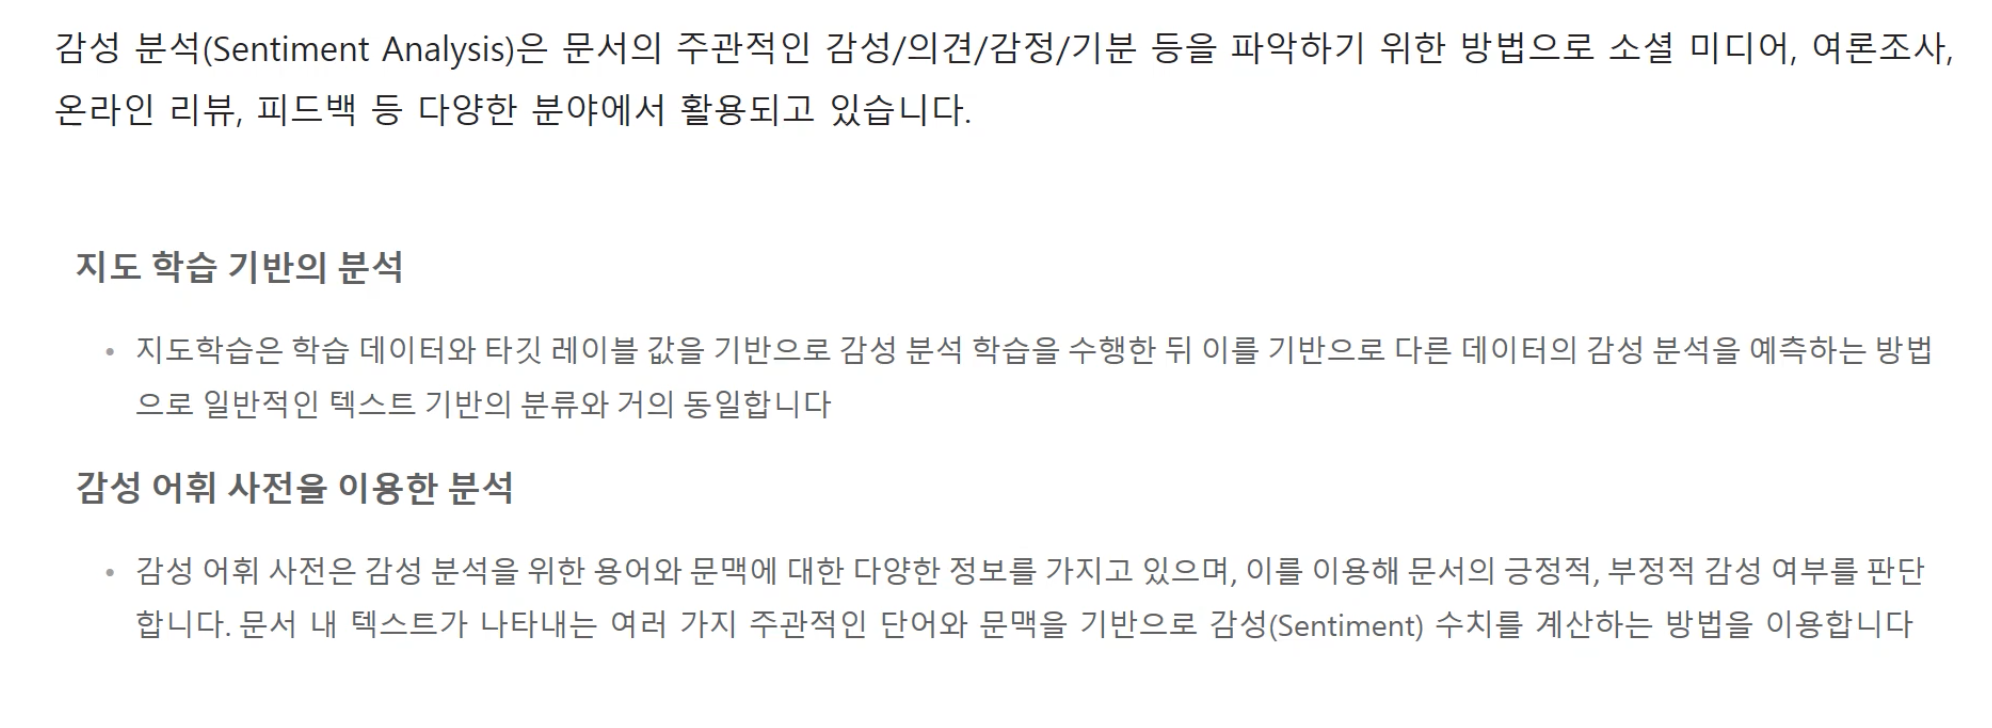 감성 분석(Sentiment Analysis)은 문서의 주관적인 감성/의견/감정/기분 등을 파악하기 위한 방법으로 소셜 미디어, 여론조사,
온라인 리뷰, 피드백 등 다양한 분야에서 활용되고 있습니다.
지도 학습 기반의 분석
• 지도학습은 학습 데이터와 타깃 레이블 값을 기반으로 감성 분석 학습을 수행한 뒤 이를 기반으로 다른 데이터의 감성 분석을 예측하는 방법
으로 일반적인 텍스트 기반의 분류와 거의 동일합니다
감성 어휘 사전을 이용한 분석
• 감성 어휘 사전은 감성 분석을 위한 용어와 문맥에 대한 다양한 정보를 가지고 있으며, 이를 이용해 문서의 긍정적, 부정적 감성 여부를 판단
합니다. 문서 내 텍스트가 나타내는 여러 가지 주관적인 단어와 문맥을 기반으로 감성(Sentiment) 수치를 계산하는 방법을 이용합니다